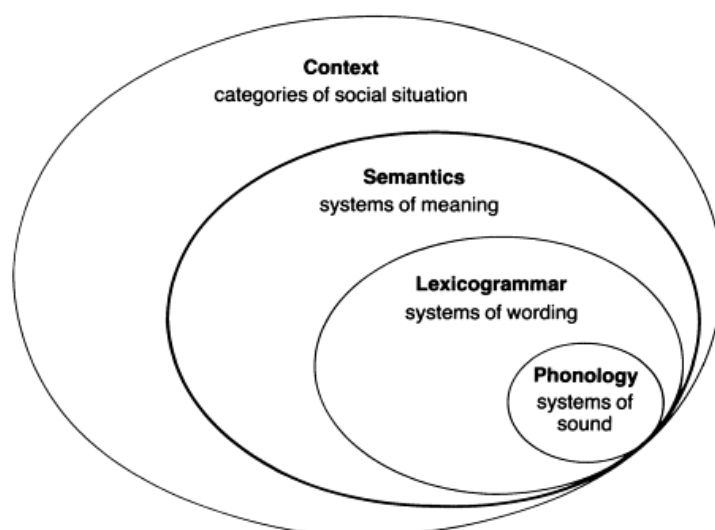 Context
categories of social situation
Semantics
systems of meaning
Lexicogrammar
systems of wording
Phonology
systems of
sound